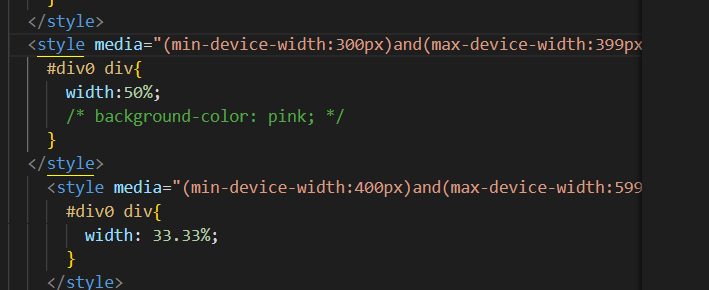 }
</style>
<style media="(min-device-width:300px)and(max-device-width:399px
#div0 div{
width:50%;
/* background-color: pink; */
}
</style>
<style media="(min-device-width:400px)and(max-device-width:599
#div0 div{
width: 33.33%;
}
</style>